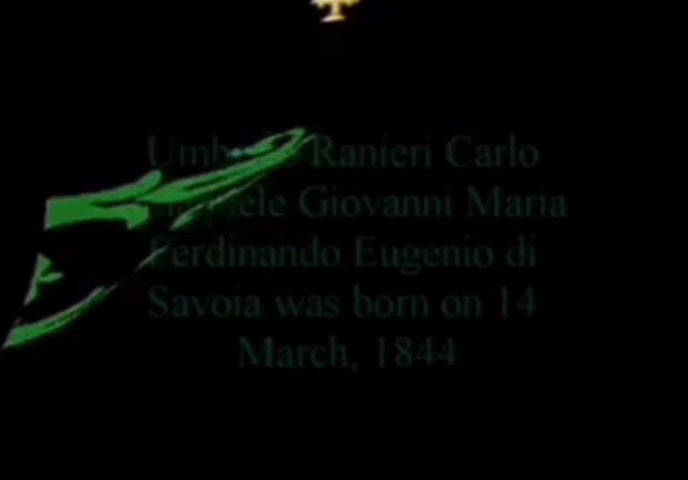 Ranieri Carlo
Giovanni Maria
Ferdinando Eugenio di
Savoia was born on 14
March, 1844